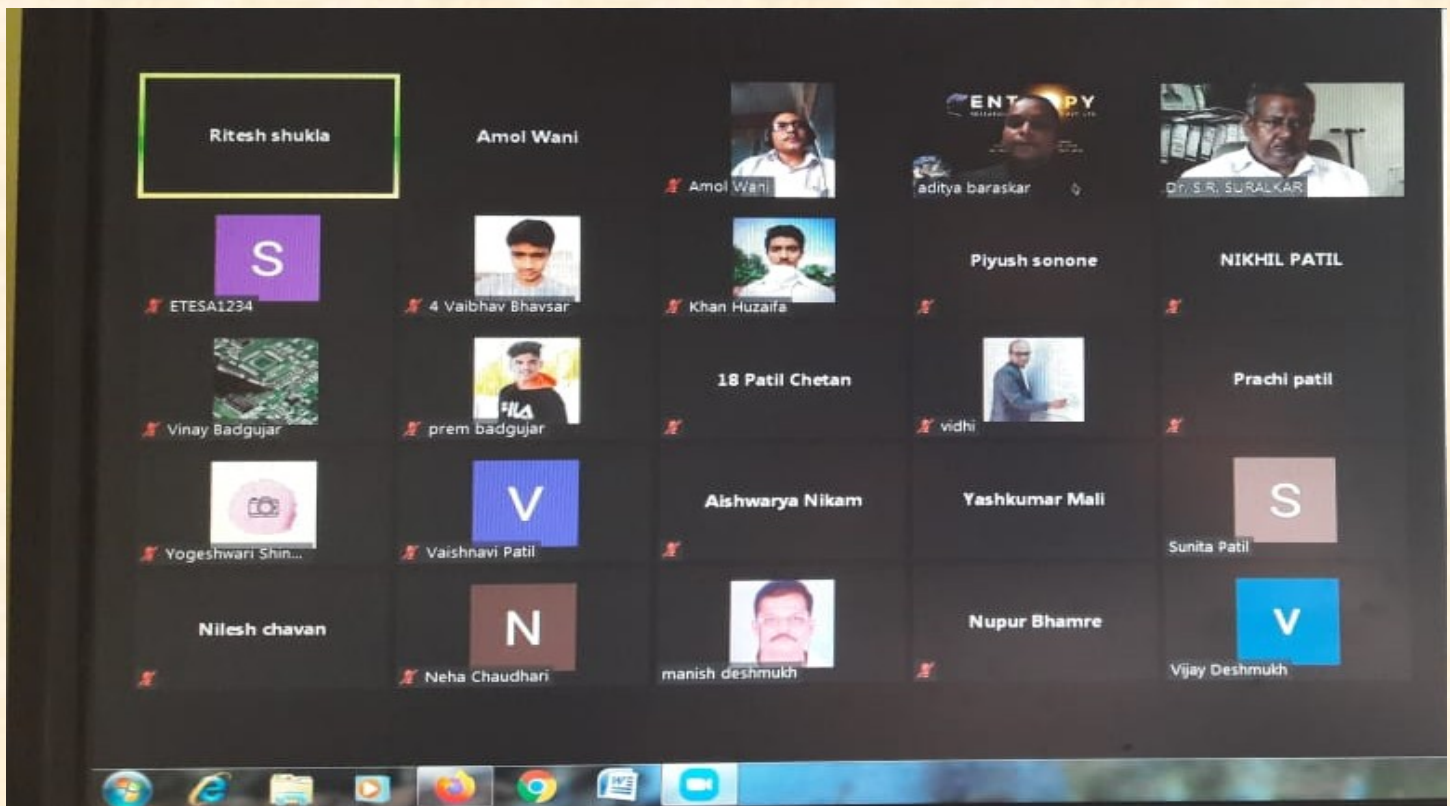 Ritesh shukla
Amol Wani
Amol Wani
ENT PY
aditya baraskar
Dr. S.R. SURALKAR
S
ETESA1234
4 Vaibhav Bhavsar
Khan Huzaifa
Piyush sonone
NIKHIL PATIL
Vinay Badgujar
FILA
prem badgujar
18 Patil Chetan
vidhi
Prachi patil
Yogeshwari Shin...
V
Vaishnavi Patil
Aishwarya Nikam
Yashkumar Mali
S
Sunita Patil
Nilesh chavan
N
Neha Chaudhari
manish deshmukh
Nupur Bhamre
V
Vijay Deshmukh